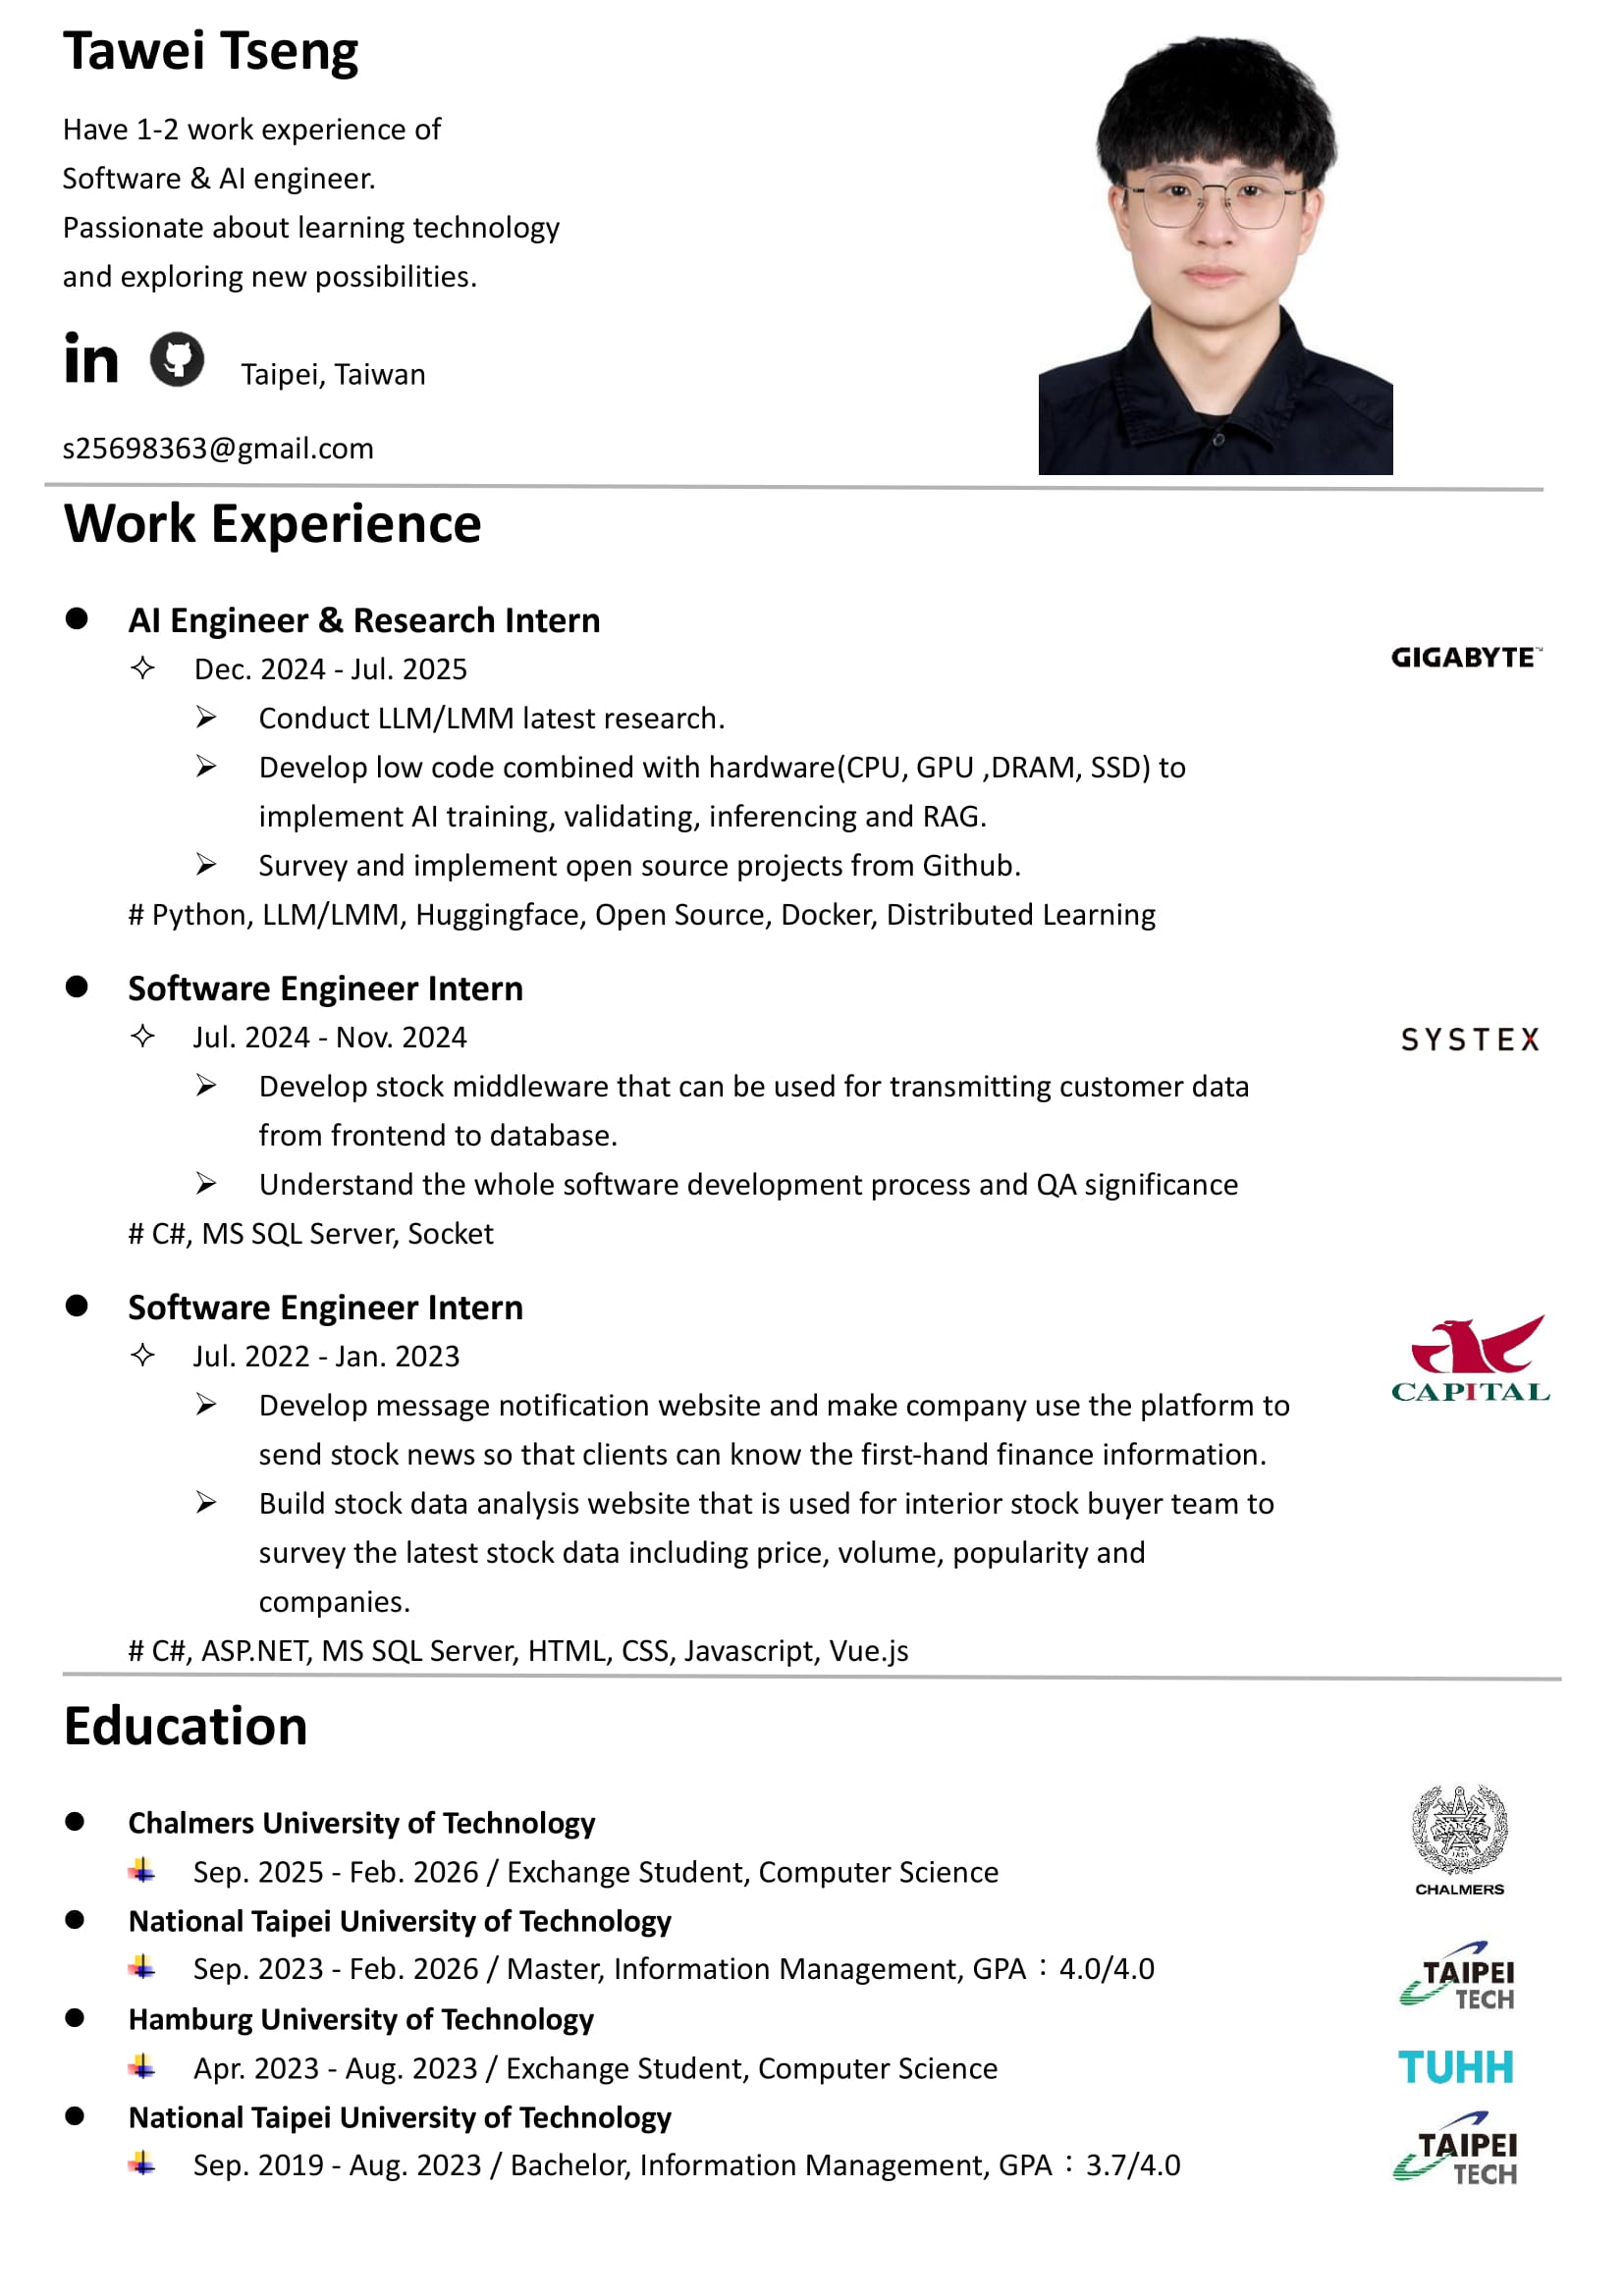 Tawei Tseng
Have 1-2 work experience of
Software & AI engineer.
Passionate about learning technology
and exploring new possibilities.
in
Taipei, Taiwan
s25698363@gmail.com
Work Experience
AI Engineer & Research Intern
GIGABYTE™
Dec. 2024 - Jul. 2025
Conduct LLM/LMM latest research.
Develop low code combined with hardware(CPU, GPU ,DRAM, SSD) to
implement AI training, validating, inferencing and RAG.
Survey and implement open source projects from Github.
# Python, LLM/LMM, Huggingface, Open Source, Docker, Distributed Learning
Software Engineer Intern
Jul. 2024 - Nov. 2024
SYSTEX
Develop stock middleware that can be used for transmitting customer data
from frontend to database.
Understand the whole software development process and QA significance
# C#, MS SQL Server, Socket
Software Engineer Intern
Jul. 2022 - Jan. 2023
CAPITAL
Develop message notification website and make company use the platform to
send stock news so that clients can know the first-hand finance information.
Build stock data analysis website that is used for interior stock buyer team to
survey the latest stock data including price, volume, popularity and
companies.
# C#, ASP.NET, MS SQL Server, HTML, CSS, Javascript, Vue.js
Education
Chalmers University of Technology
AVANCEZ
1829
CHALMERS
Sep. 2025 - Feb. 2026 / Exchange Student, Computer Science
National Taipei University of Technology
Sep. 2023 - Feb. 2026 / Master, Information Management, GPA：4.0/4.0
TAIPEI
TECH
Hamburg University of Technology
Apr. 2023 - Aug. 2023 / Exchange Student, Computer Science
TUHH
National Taipei University of Technology
Sep. 2019 - Aug. 2023 / Bachelor, Information Management, GPA：3.7/4.0
TAIPEI
TECH